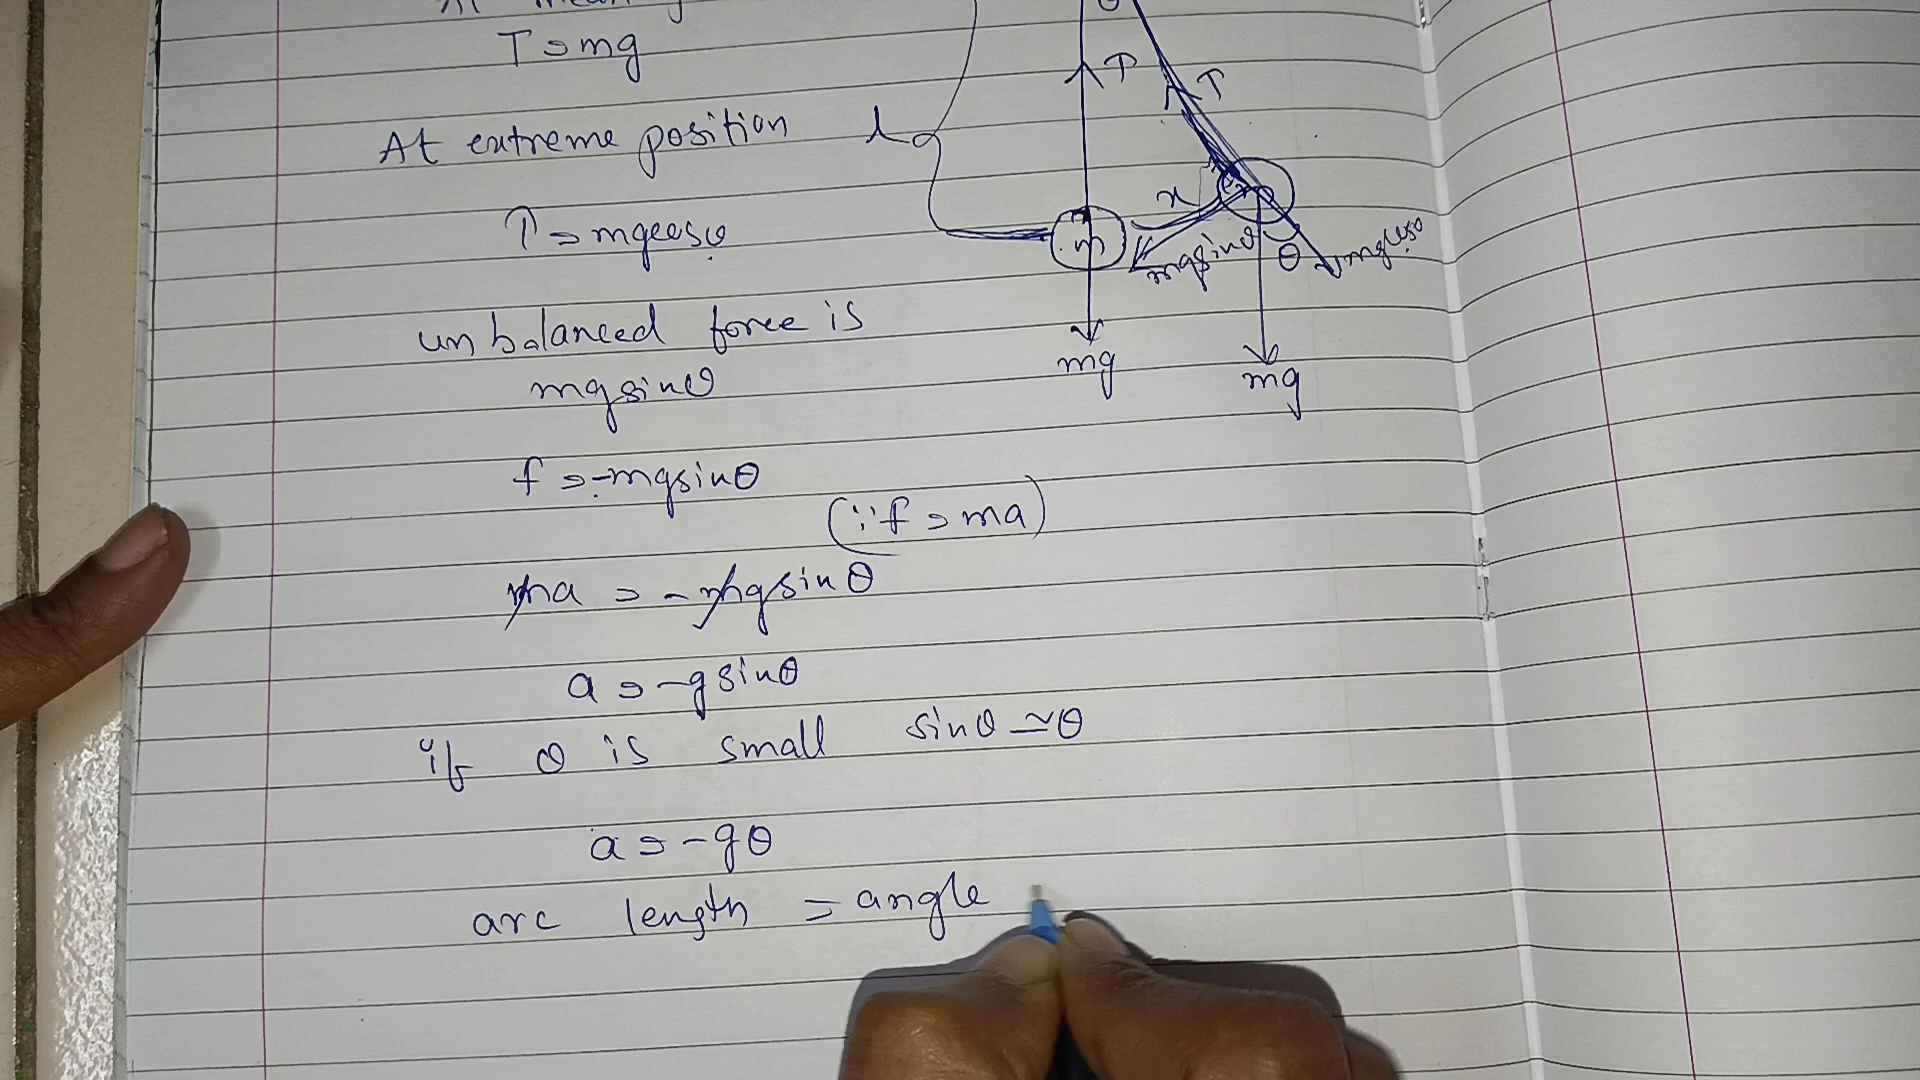 T = mg
θ
T
T
At extreme position
l
x
T = mgcosθ
m
mgsinθ
θ
mgcosθ
unbalanced force is
mg
mg
mgsinθ
f = -mgsinθ
(∵ f = ma)
ma = -mgsinθ
a = -gsinθ
if θ is small sinθ ≃ θ
a = -gθ
arc length = angle